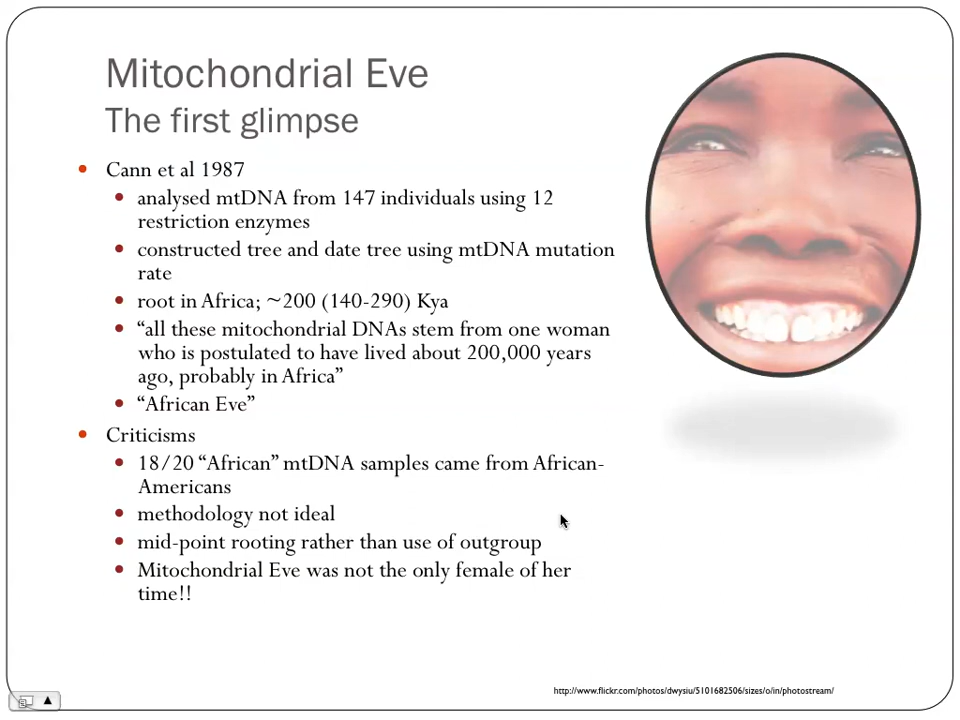 Mitochondrial Eve
The first glimpse
• Cann et al 1987
• analysed mtDNA from 147 individuals using 12
restriction enzymes
• constructed tree and date tree using mtDNA mutation
rate
• root in Africa; ~200 (140-290) Kya
• “all these mitochondrial DNAs stem from one woman
who is postulated to have lived about 200,000 years
ago, probably in Africa”
• “African Eve”
• Criticisms
• 18/20 “African” mtDNA samples came from African-
Americans
• methodology not ideal
• mid-point rooting rather than use of outgroup
• Mitochondrial Eve was not the only female of her
time!!
http://www.flickr.com/photos/dwysiu/5101682506/sizes/o/in/photostream/